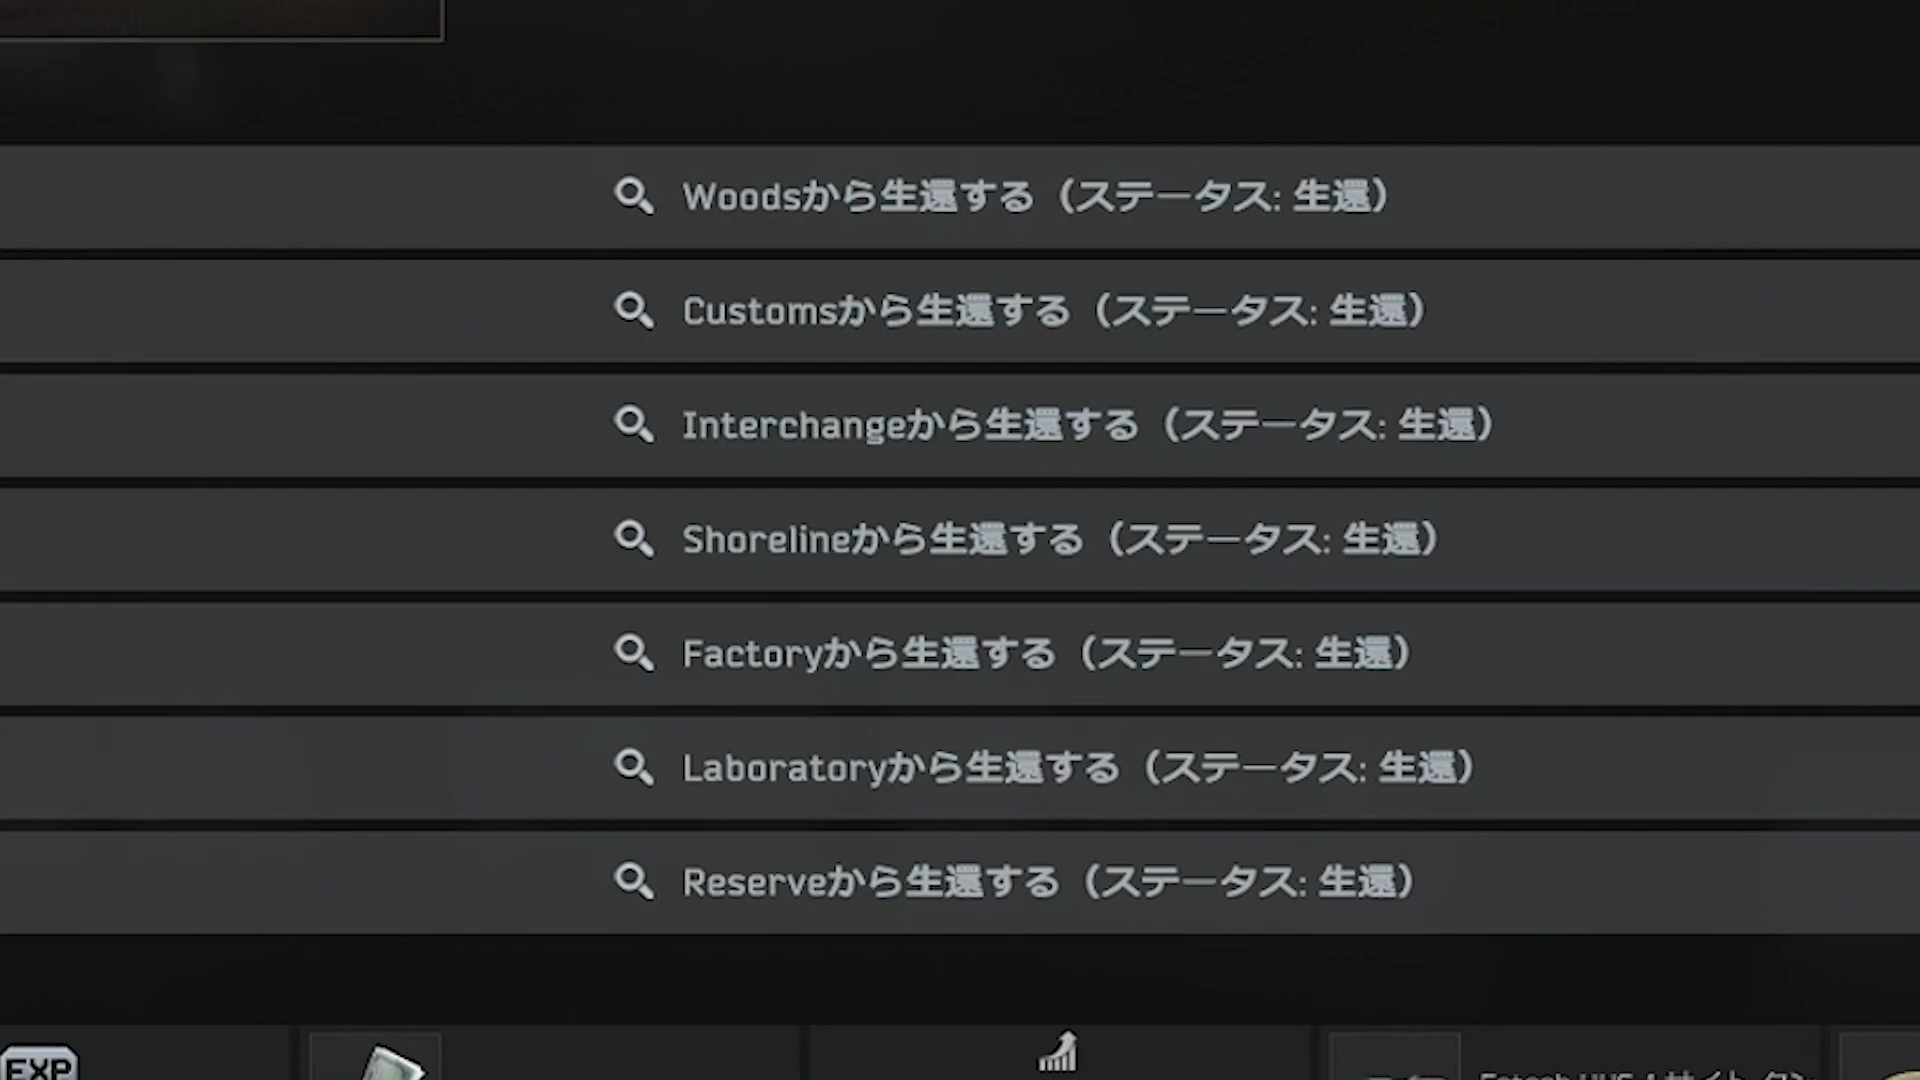 Woodsから生還する（ステータス: 生還）
Customsから生還する（ステータス: 生還）
Interchangeから生還する（ステータス: 生還）
Shorelineから生還する（ステータス: 生還）
Factoryから生還する（ステータス: 生還）
Laboratoryから生還する（ステータス: 生還）
Reserveから生還する（ステータス: 生還）
EXP